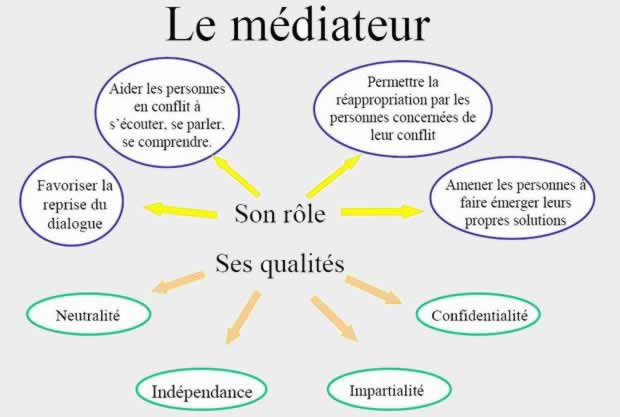 Le médiateur
Aider les personnes
en conflit à
s'écouter, se parler,
se comprendre.
Permettre la
réappropriation par les
personnes concernées de
leur conflit
Favoriser la
reprise du
dialogue
Son rôle
Amener les personnes à
faire émerger leurs
propres solutions
Ses qualités
Neutralité
Confidentialité
Indépendance
Impartialité